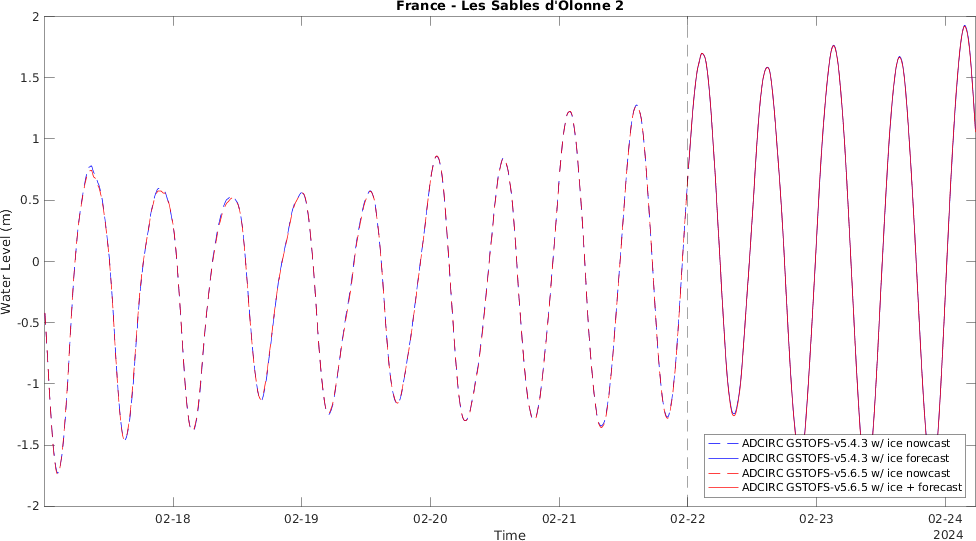 France - Les Sables d'Olonne 2
2
1.5
1
0.5
0
-0.5
-1
-1.5
-2
Water Level (m)
ADCIRC GSTOFS-v5.4.3 w/ ice nowcast
ADCIRC GSTOFS-v5.4.3 w/ ice forecast
ADCIRC GSTOFS-v5.6.5 w/ ice nowcast
ADCIRC GSTOFS-v5.6.5 w/ ice + forecast
02-18 02-19 02-20 02-21 02-22 02-23 02-24
Time 2024